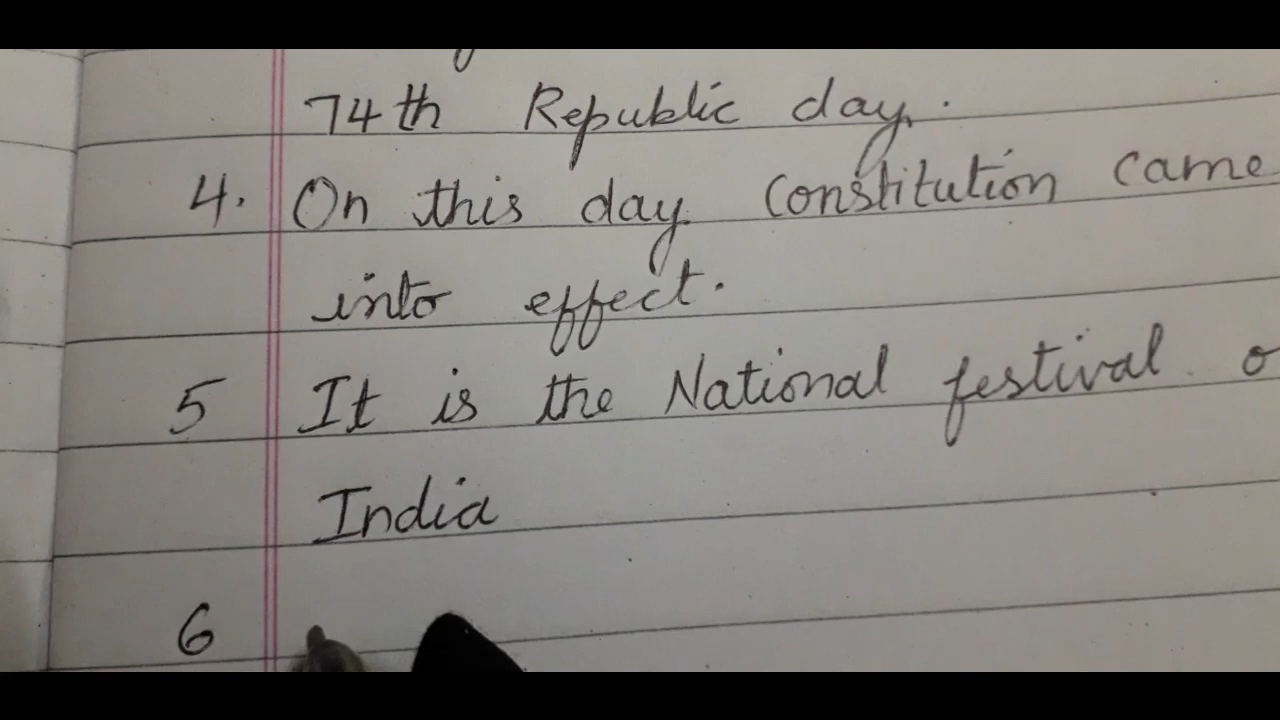 74th Republic day.
4. On this day Constitution came
into effect.
5 It is the National festival
India
6